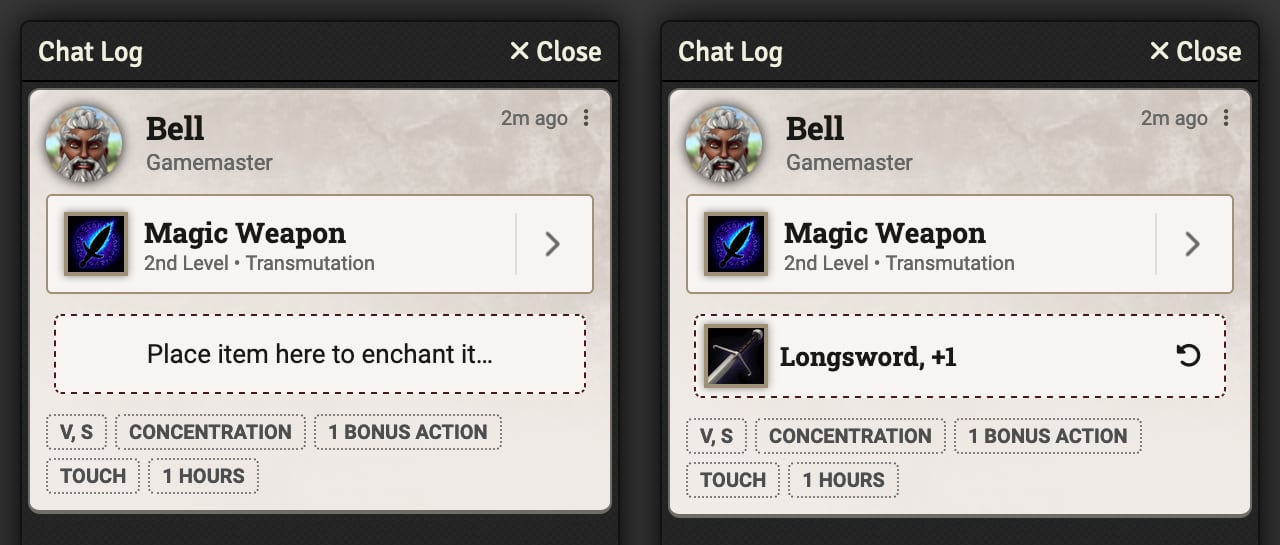 Chat Log
Close
Bell
2m ago
Gamemaster
Magic Weapon
2nd Level • Transmutation
Place item here to enchant it...
V, S
CONCENTRATION
1 BONUS ACTION
TOUCH
1 HOURS
Chat Log
Close
Bell
2m ago
Gamemaster
Magic Weapon
2nd Level • Transmutation
Longsword, +1
V, S
CONCENTRATION
1 BONUS ACTION
TOUCH
1 HOURS